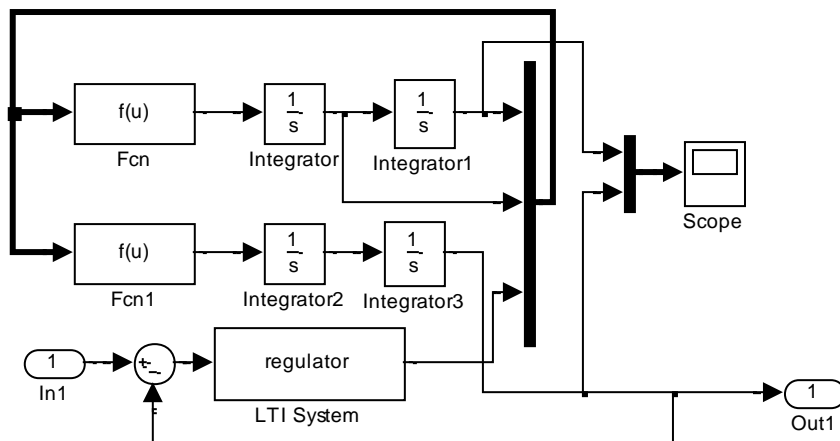 f(u)
Fcn
1
s
Integrator
1
s
Integrator1
Scope
f(u)
Fcn1
1
s
Integrator2
1
s
Integrator3
1
In1
regulator
LTI System
1
Out1